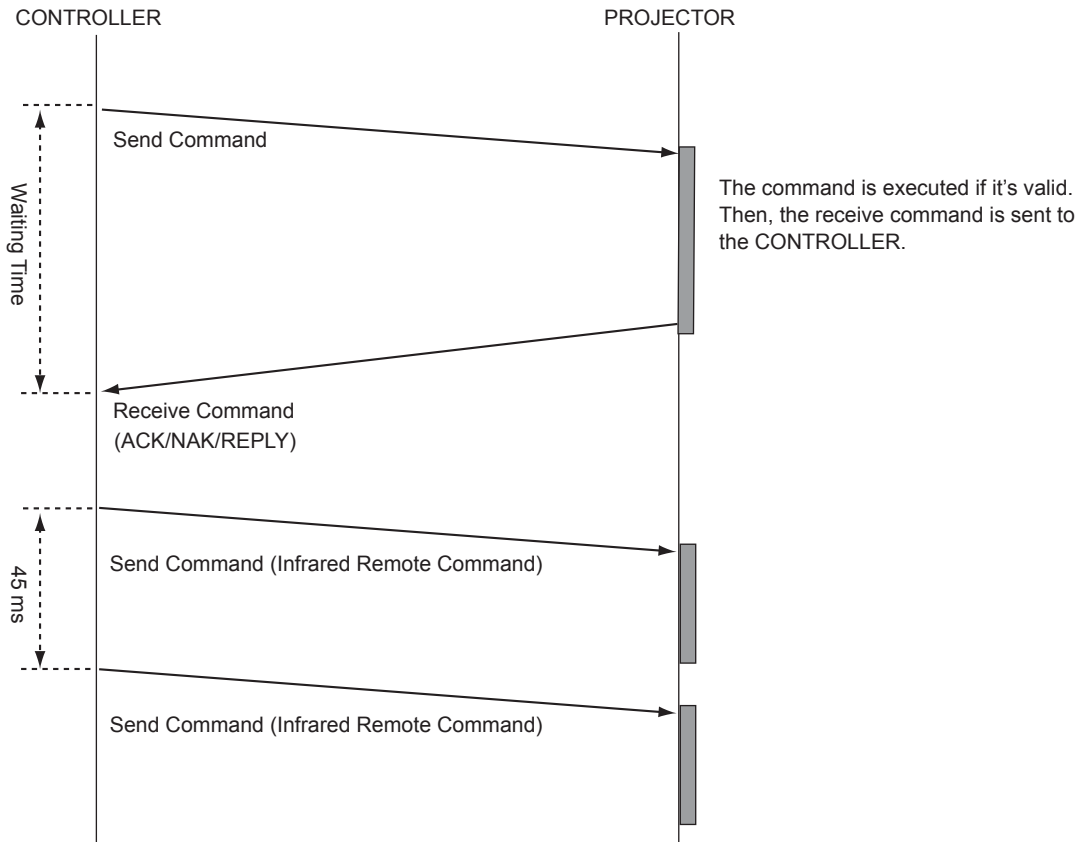 CONTROLLER
PROJECTOR
Send Command
Waiting Time
The command is executed if it's valid.
Then, the receive command is sent to
the CONTROLLER.
Receive Command
(ACK/NAK/REPLY)
Send Command (Infrared Remote Command)
45 ms
Send Command (Infrared Remote Command)